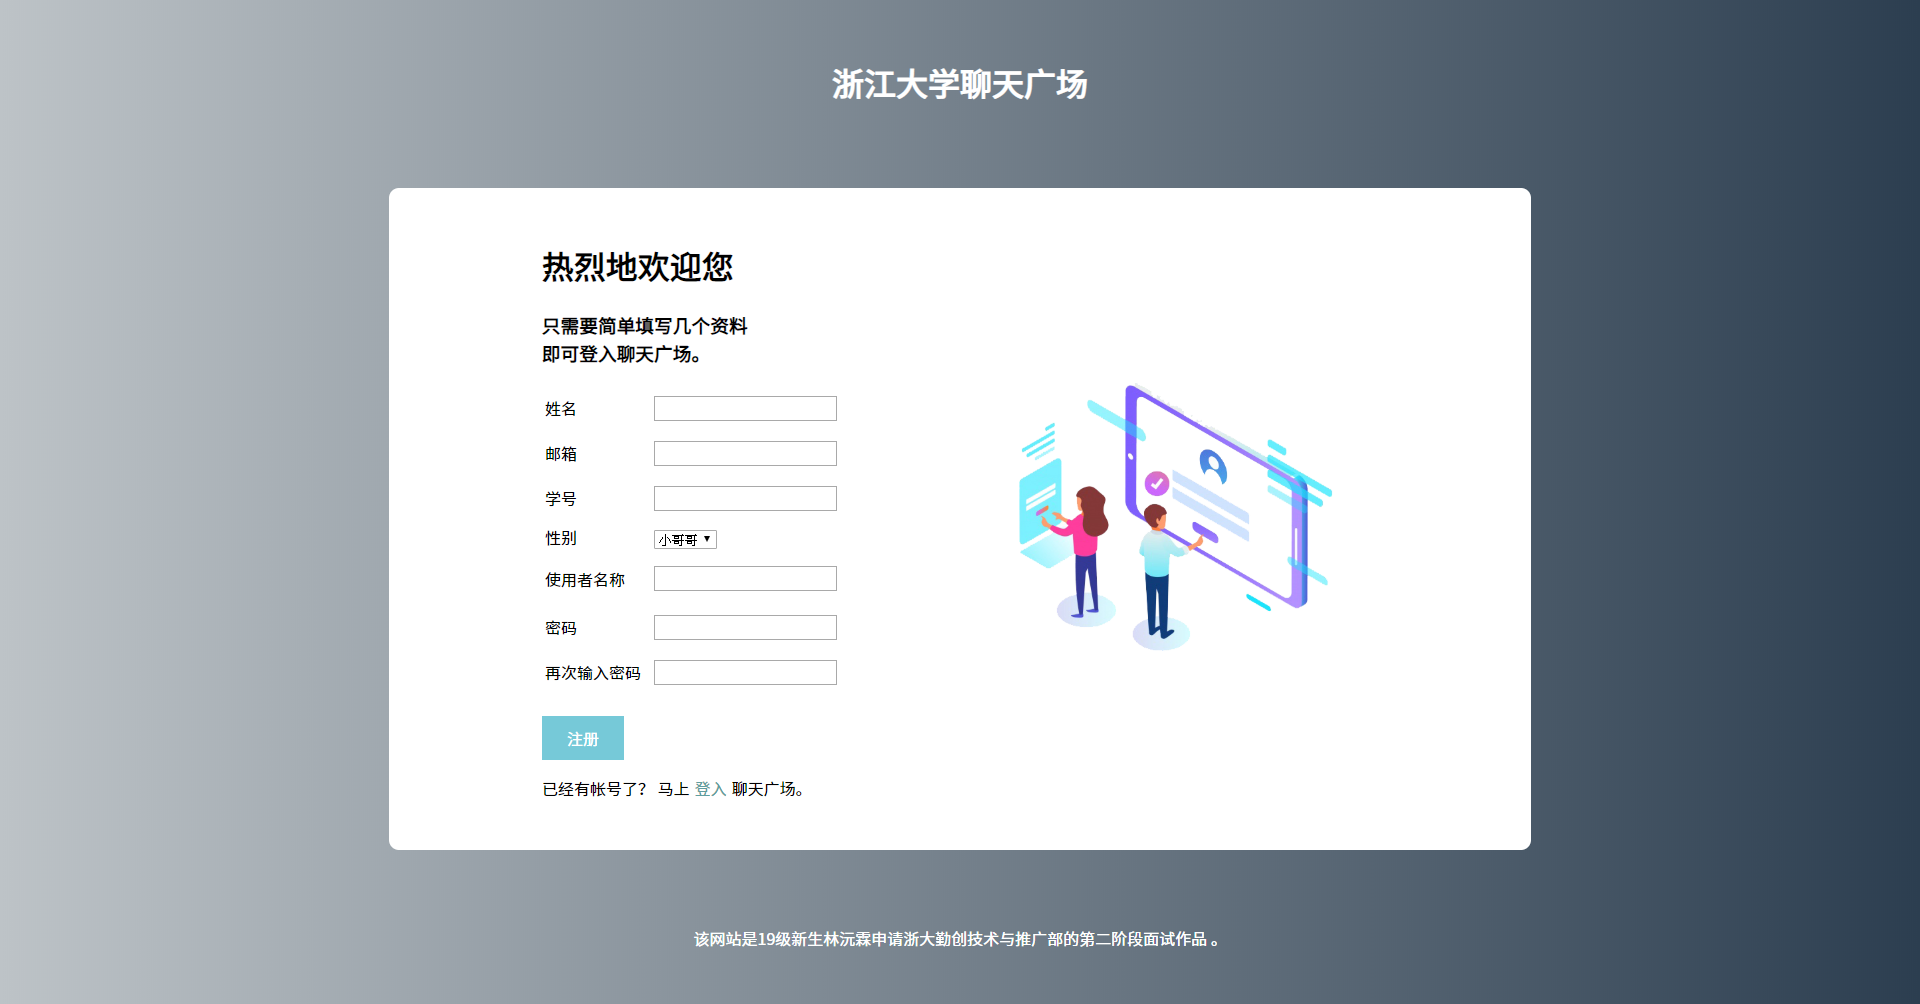 浙江大学聊天广场
热烈地欢迎您
只需要简单填写几个资料
即可登入聊天广场。
姓名
邮箱
学号
性别 小哥哥
使用者名称
密码
再次输入密码
注册
已经有帐号了？ 马上 登入 聊天广场。
该网站是19级新生林沅霖申请浙大勤创技术与推广部的第二阶段面试作品 。